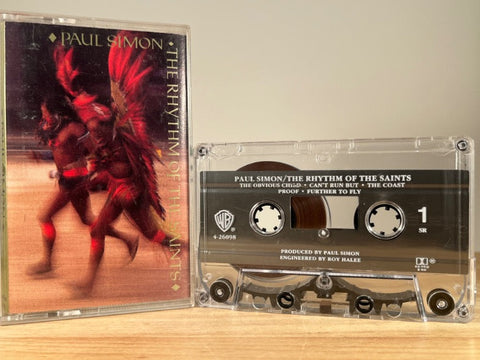 PAUL SIMON
THE RHYTHM OF THE SAINTS
PAUL SIMON/THE RHYTHM OF THE SAINTS
THE OBVIOUS CHILD • CAN'T RUN BUT • THE COAST
PROOF • FURTHER TO FLY
WB
4-26098
1
SR
PRODUCED BY PAUL SIMON
ENGINEERED BY ROY HALEE